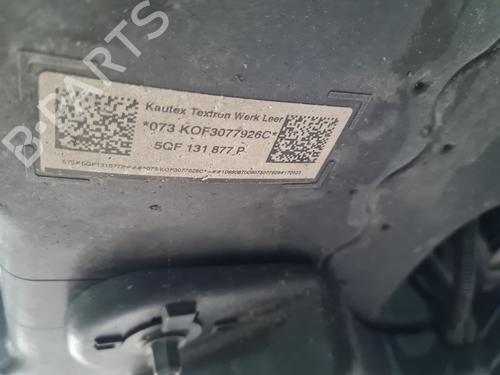 B-PARTS
Kautex Textron Werk Leer
*073 KOF3077926C*
5QF 131 877 P